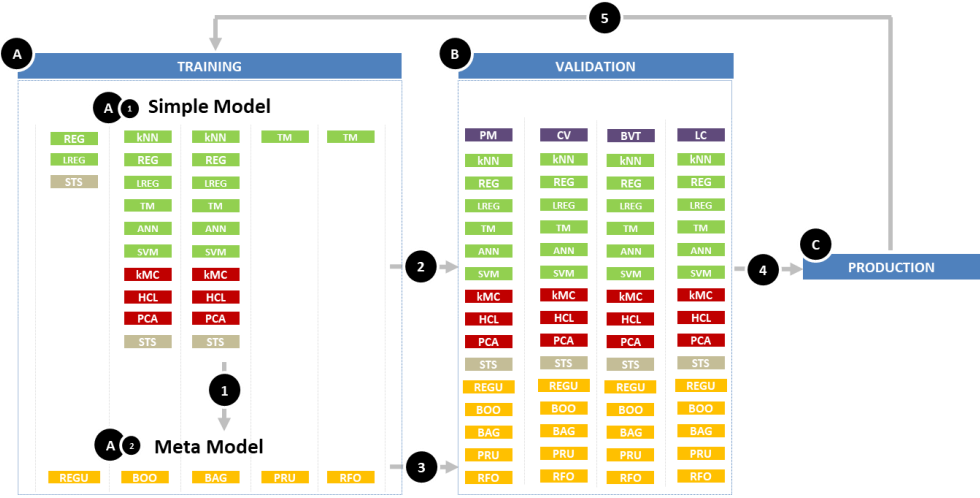 5
A
TRAINING
B
VALIDATION
A 1 Simple Model
REG kNN kNN TM TM
LREG REG REG
STS LREG LREG
TM TM
ANN ANN
SVM SVM
kMC kMC
HCL HCL
PCA PCA
STS STS
1
A 2 Meta Model
REGU BOO BAG PRU RFO
2
3
PM CV BVT LC
kNN kNN kNN kNN
REG REG REG REG
LREG LREG LREG LREG
TM TM TM TM
ANN ANN ANN ANN
SVM SVM SVM SVM
kMC kMC kMC kMC
HCL HCL HCL HCL
PCA PCA PCA PCA
STS STS STS STS
REGU REGU REGU REGU
BOO BOO BOO BOO
BAG BAG BAG BAG
PRU PRU PRU PRU
RFO RFO RFO RFO
4
C
PRODUCTION